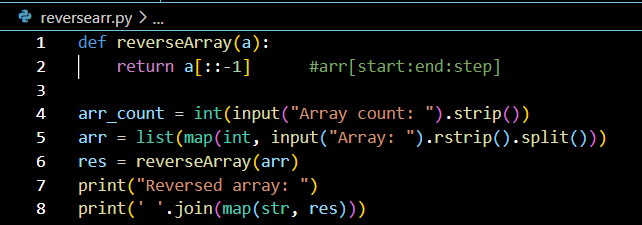 reversearr.py > ...
1 def reverseArray(a):
2     return a[::-1]      #arr[start:end:step]
3
4 arr_count = int(input("Array count: ").strip())
5 arr = list(map(int, input("Array: ").rstrip().split()))
6 res = reverseArray(arr)
7 print("Reversed array: ")
8 print(' '.join(map(str, res)))